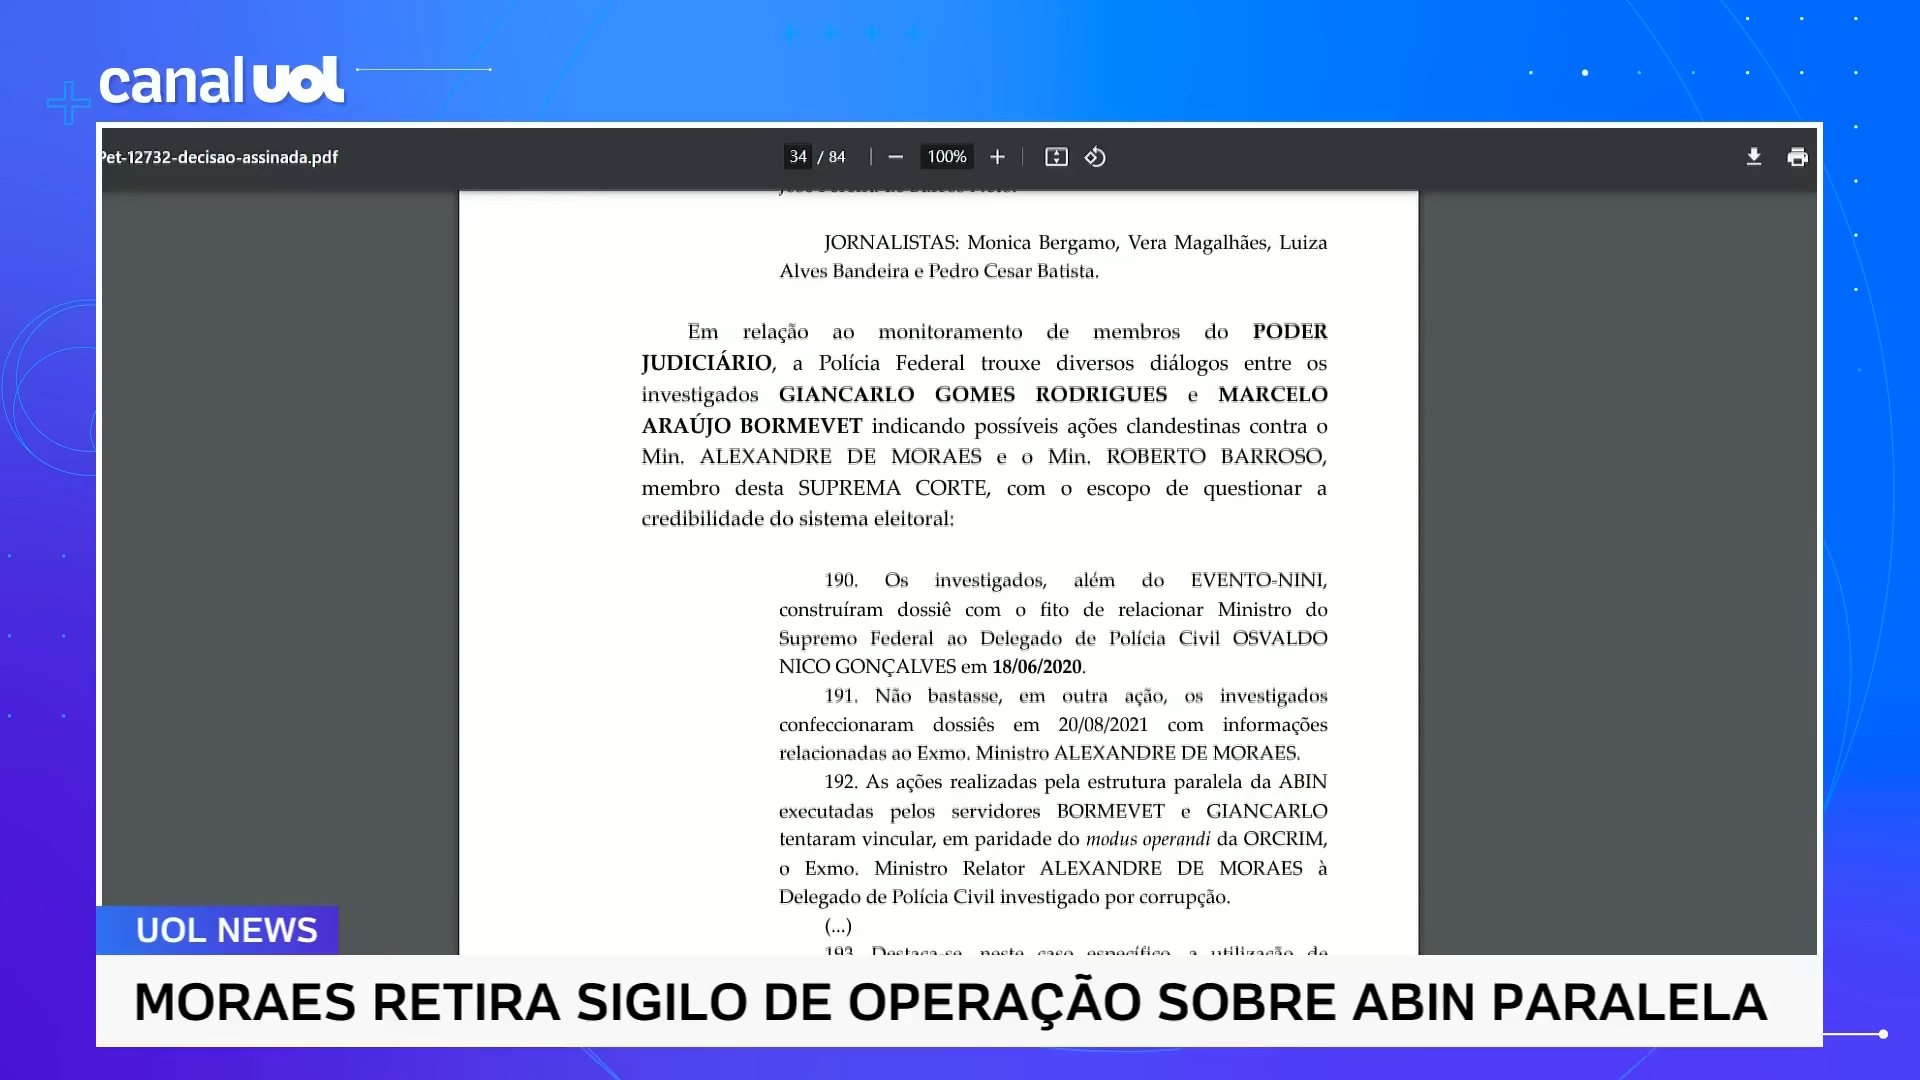 canal uol
Pet-12732-decisao-assinada.pdf
34 / 84
100%
JORNALISTAS: Monica Bergamo, Vera Magalhães, Luiza
Alves Bandeira e Pedro Cesar Batista.
Em relação ao monitoramento de membros do PODER
JUDICIÁRIO, a Polícia Federal trouxe diversos diálogos entre os
investigados GIANCARLO GOMES RODRIGUES e MARCELO
ARAÚJO BORMEVET indicando possíveis ações clandestinas contra o
Min. ALEXANDRE DE MORAES e o Min. ROBERTO BARROSO,
membro desta SUPREMA CORTE, com o escopo de questionar a
credibilidade do sistema eleitoral:
190. Os investigados, além do EVENTO-NINI,
construíram dossiê com o fito de relacionar Ministro do
Supremo Federal ao Delegado de Polícia Civil OSVALDO
NICO GONÇALVES em 18/06/2020.
191. Não bastasse, em outra ação, os investigados
confeccionaram dossiês em 20/08/2021 com informações
relacionadas ao Exmo. Ministro ALEXANDRE DE MORAES.
192. As ações realizadas pela estrutura paralela da ABIN
executadas pelos servidores BORMEVET e GIANCARLO
tentaram vincular, em paridade do modus operandi da ORCRIM,
o Exmo. Ministro Relator ALEXANDRE DE MORAES à
Delegado de Polícia Civil investigado por corrupção.
(...)
193. Destaca-se, neste caso específico, a utilização de
UOL NEWS
MORAES RETIRA SIGILO DE OPERAÇÃO SOBRE ABIN PARALELA